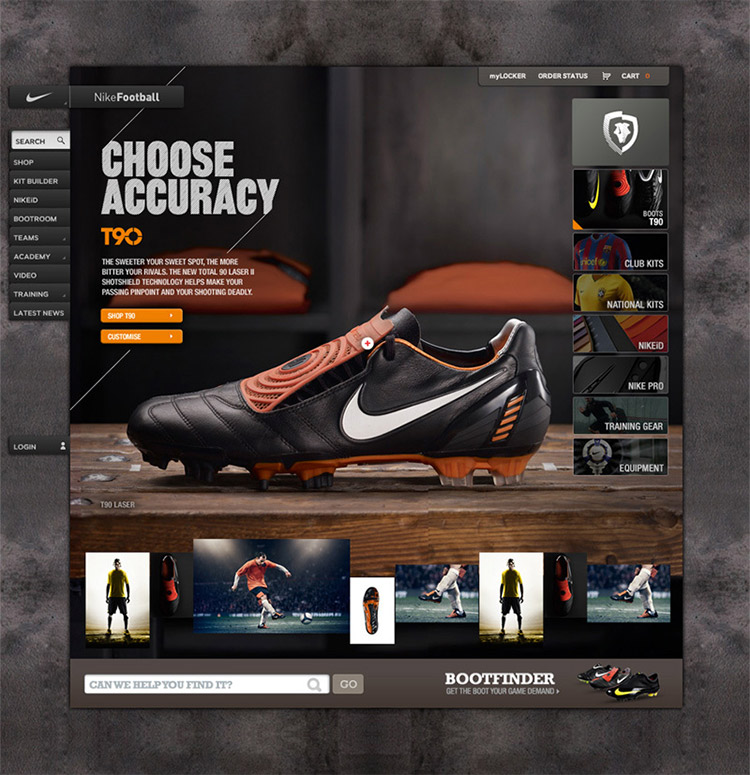 myLOCKER ORDER STATUS CART 0
NikeFootball
SEARCH
SHOP
KIT BUILDER
NIKEiD
BOOTROOM
TEAMS
ACADEMY
VIDEO
TRAINING
LATEST NEWS
LOGIN
CHOOSE
ACCURACY
T90
THE SWEETER YOUR SWEET SPOT, THE MORE
BITTER YOUR RIVALS. THE NEW TOTAL 90 LASER II
SHOTSHIELD TECHNOLOGY HELPS MAKE YOUR
PASSING PINPOINT AND YOUR SHOOTING DEADLY.
SHOP T90
CUSTOMISE
BOOTS
T90
CLUB KITS
NATIONAL KITS
NIKEiD
NIKE PRO
TRAINING GEAR
EQUIPMENT
T90 LASER
CAN WE HELP YOU FIND IT?
GO
BOOTFINDER
GET THE BOOT YOUR GAME DEMAND